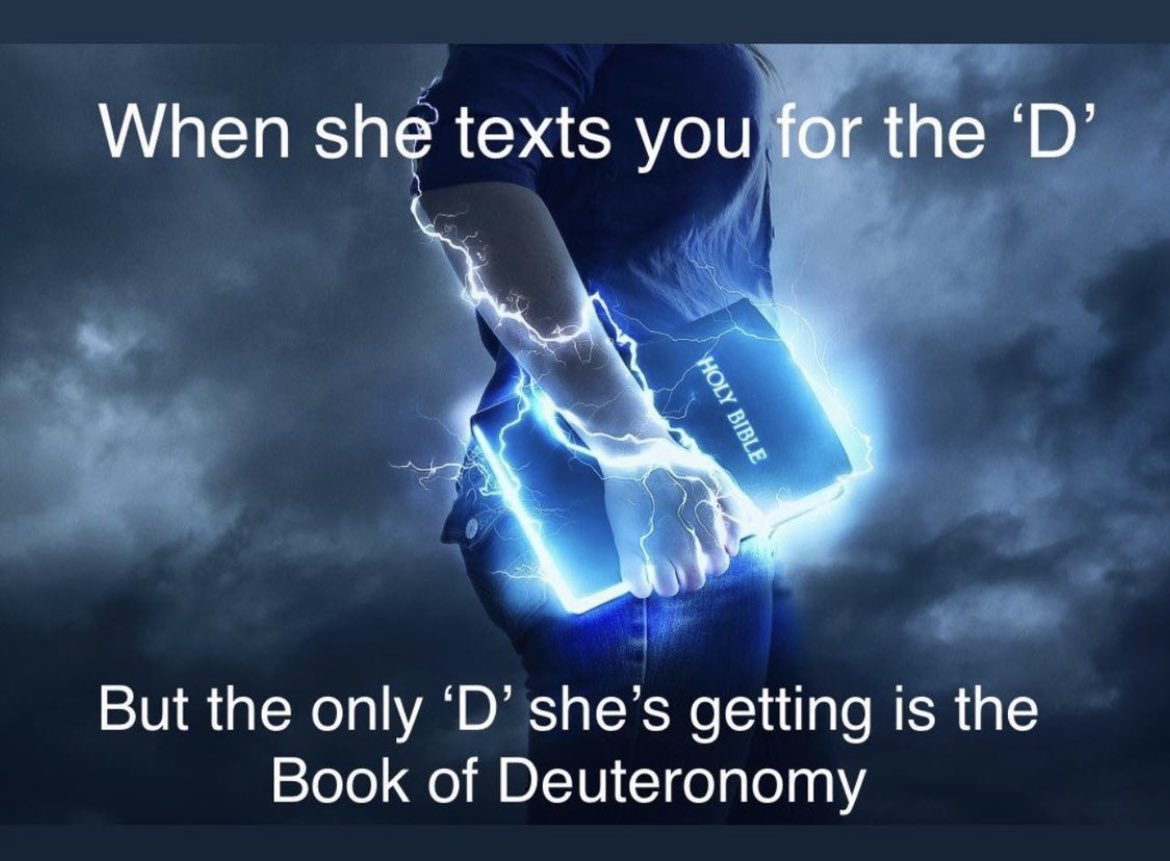 When she texts you for the ‘D’
HOLY BIBLE
But the only ‘D’ she’s getting is the
Book of Deuteronomy